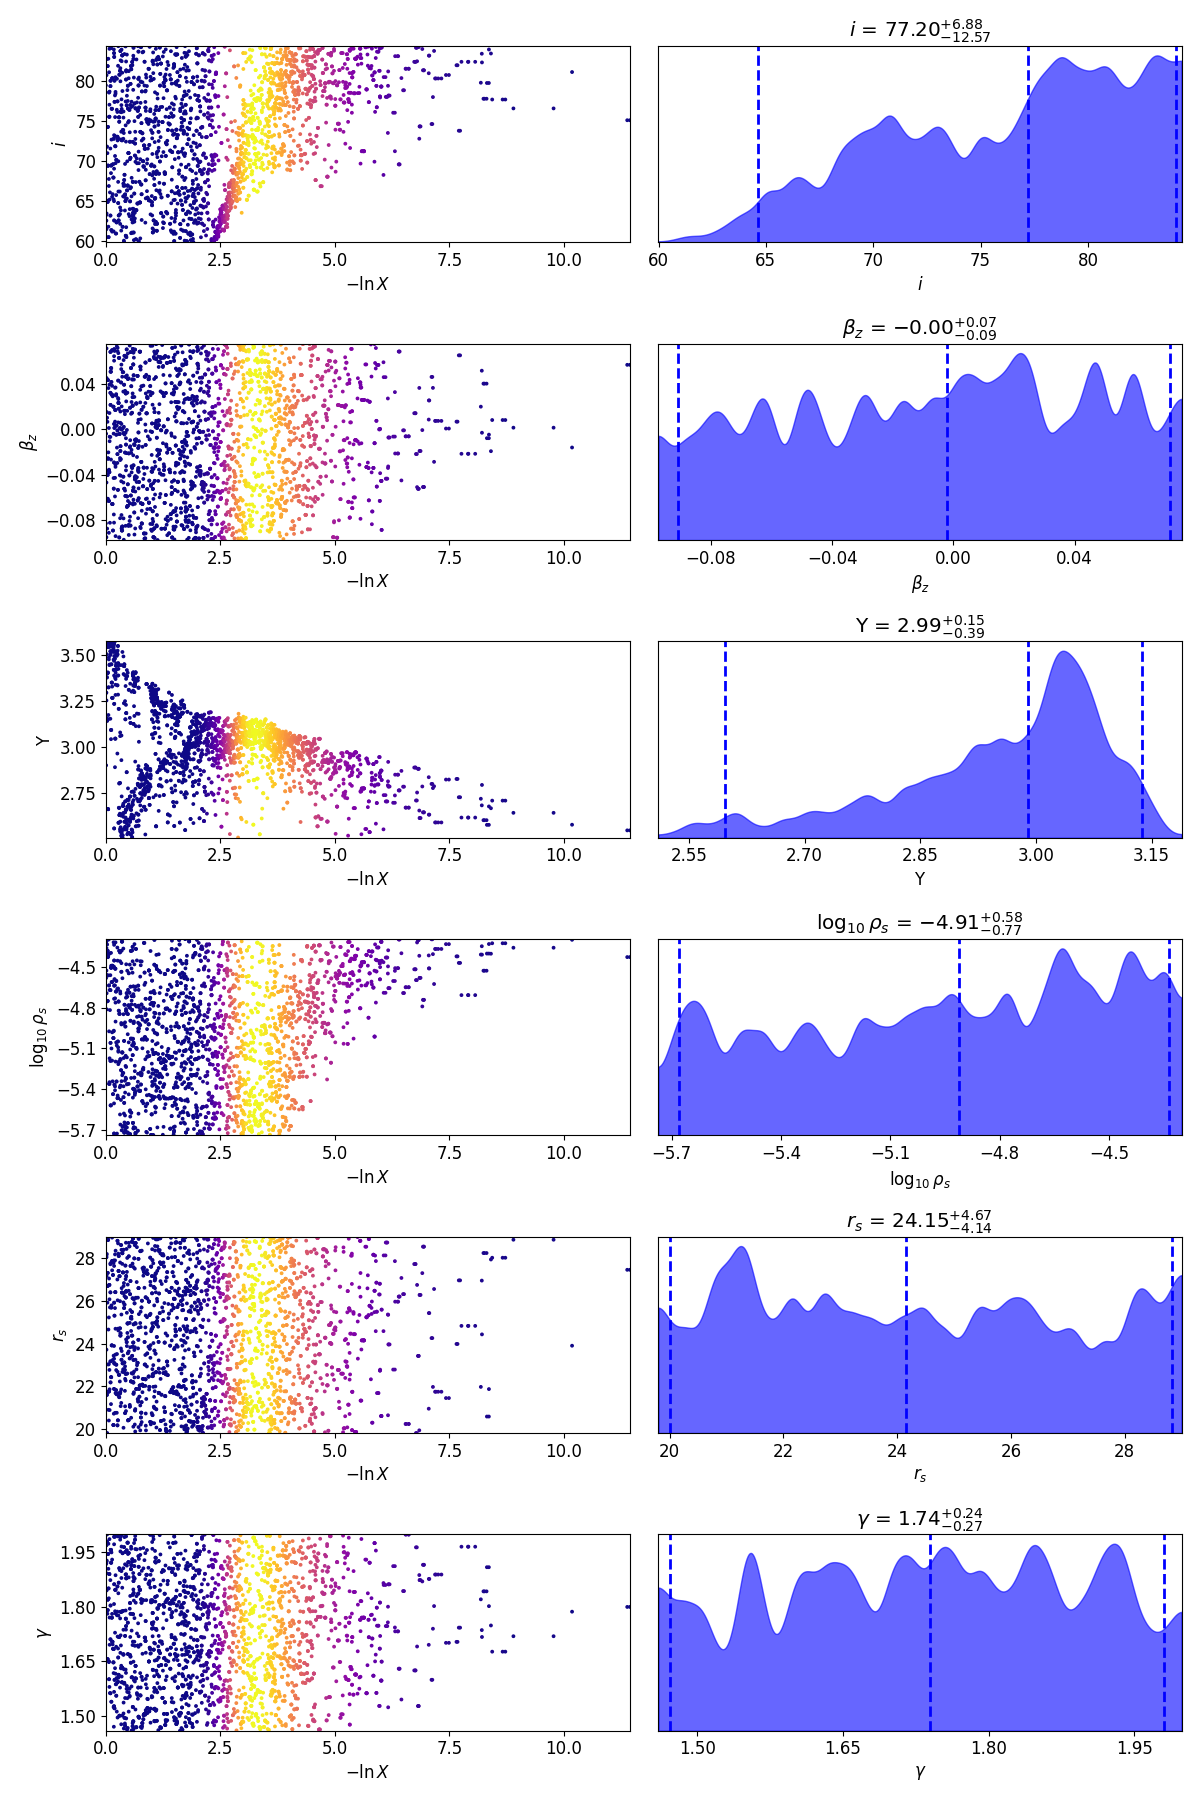 i = 77.20+6.88 −12.57
i
80
75
70
65
60
0.0 2.5 5.0 7.5 10.0
−ln X
60 65 70 75 80
i
βz = −0.00+0.07 −0.09
βz
0.04
0.00
−0.04
−0.08
0.0 2.5 5.0 7.5 10.0
−ln X
−0.08 −0.04 0.00 0.04
βz
Y = 2.99+0.15 −0.39
Y
3.50
3.25
3.00
2.75
0.0 2.5 5.0 7.5 10.0
−ln X
2.55 2.70 2.85 3.00 3.15
Y
log10 ρs = −4.91+0.58 −0.77
log10 ρs
−4.5
−4.8
−5.1
−5.4
−5.7
0.0 2.5 5.0 7.5 10.0
−ln X
−5.7 −5.4 −5.1 −4.8 −4.5
log10 ρs
rs = 24.15+4.67 −4.14
rs
28
26
24
22
20
0.0 2.5 5.0 7.5 10.0
−ln X
20 22 24 26 28
rs
γ = 1.74+0.24 −0.27
γ
1.95
1.80
1.65
1.50
0.0 2.5 5.0 7.5 10.0
−ln X
1.50 1.65 1.80 1.95
γ